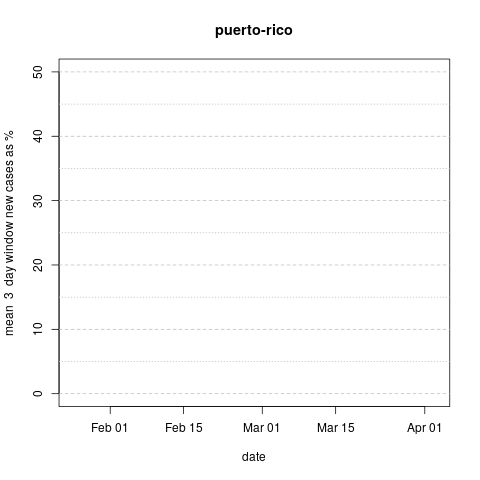 puerto-rico
mean  3  day window new cases as %
50
40
30
20
10
0
Feb 01
Feb 15
Mar 01
Mar 15
Apr 01
date